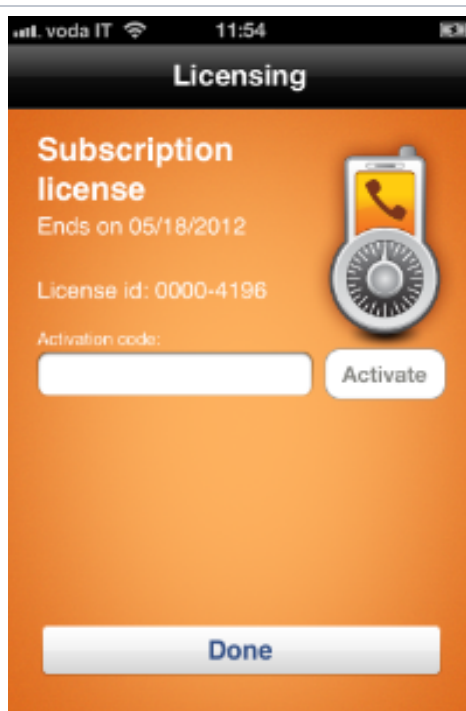 voda IT 11:54
Licensing
Subscription
license
Ends on 05/18/2012
License id: 0000-4196
Activation code:
Activate
Done